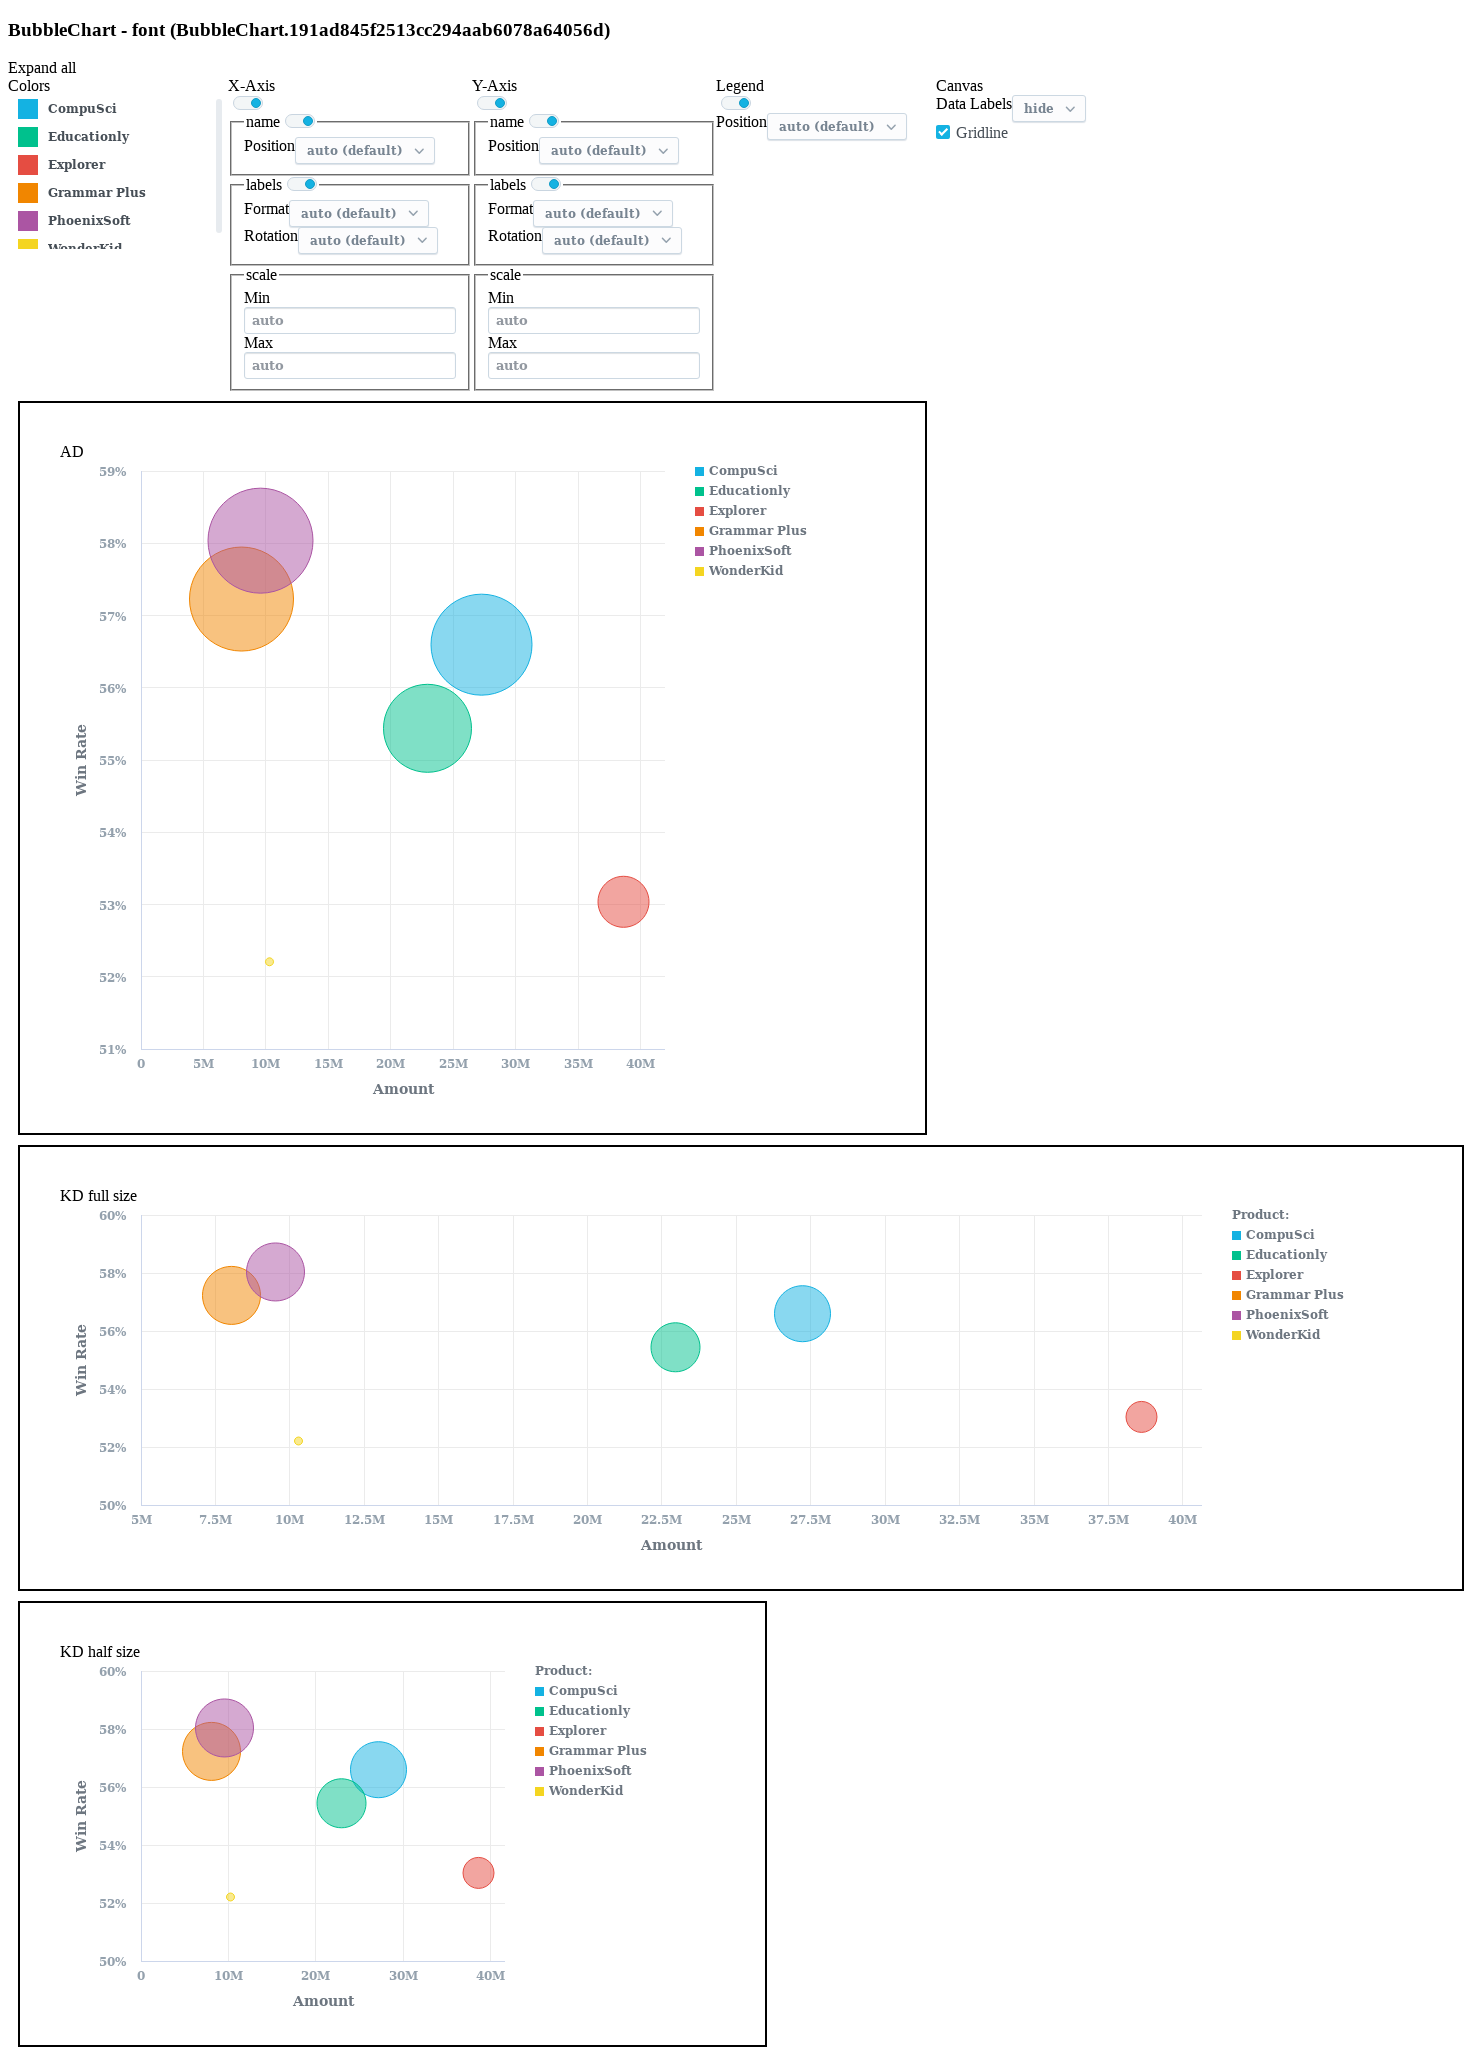 BubbleChart - font (BubbleChart.191ad845f2513cc294aab6078a64056d)
Expand all
Colors
CompuSci
Educationly
Explorer
Grammar Plus
PhoenixSoft
WonderKid
X-Axis
name
Position auto (default)
labels
Format auto (default)
Rotation auto (default)
scale
Min
auto
Max
auto
Y-Axis
name
Position auto (default)
labels
Format auto (default)
Rotation auto (default)
scale
Min
auto
Max
auto
Legend
Position auto (default)
Canvas
Data Labels hide
Gridline
AD
59%
58%
57%
56%
55%
54%
53%
52%
51%
Win Rate
0 5M 10M 15M 20M 25M 30M 35M 40M
Amount
CompuSci
Educationly
Explorer
Grammar Plus
PhoenixSoft
WonderKid
KD full size
60%
58%
56%
54%
52%
50%
Win Rate
5M 7.5M 10M 12.5M 15M 17.5M 20M 22.5M 25M 27.5M 30M 32.5M 35M 37.5M 40M
Amount
Product:
CompuSci
Educationly
Explorer
Grammar Plus
PhoenixSoft
WonderKid
KD half size
60%
58%
56%
54%
52%
50%
Win Rate
0 10M 20M 30M 40M
Amount
Product:
CompuSci
Educationly
Explorer
Grammar Plus
PhoenixSoft
WonderKid